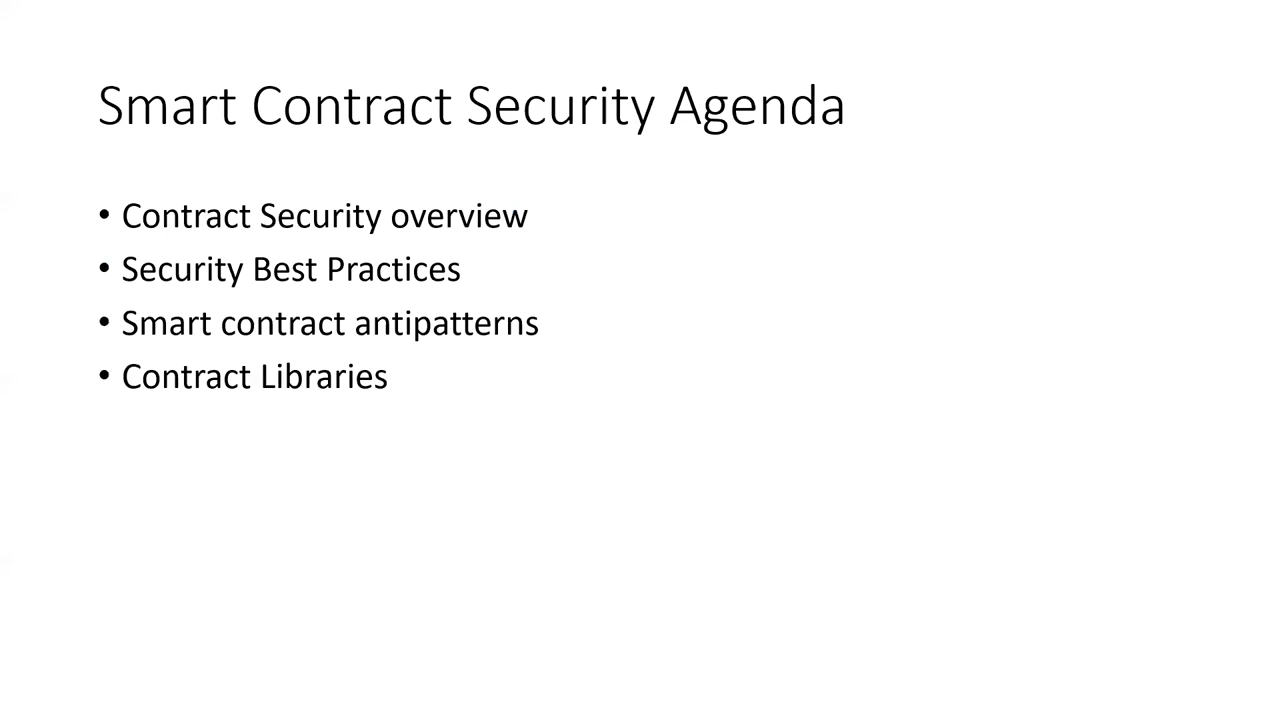 Smart Contract Security Agenda
• Contract Security overview
• Security Best Practices
• Smart contract antipatterns
• Contract Libraries